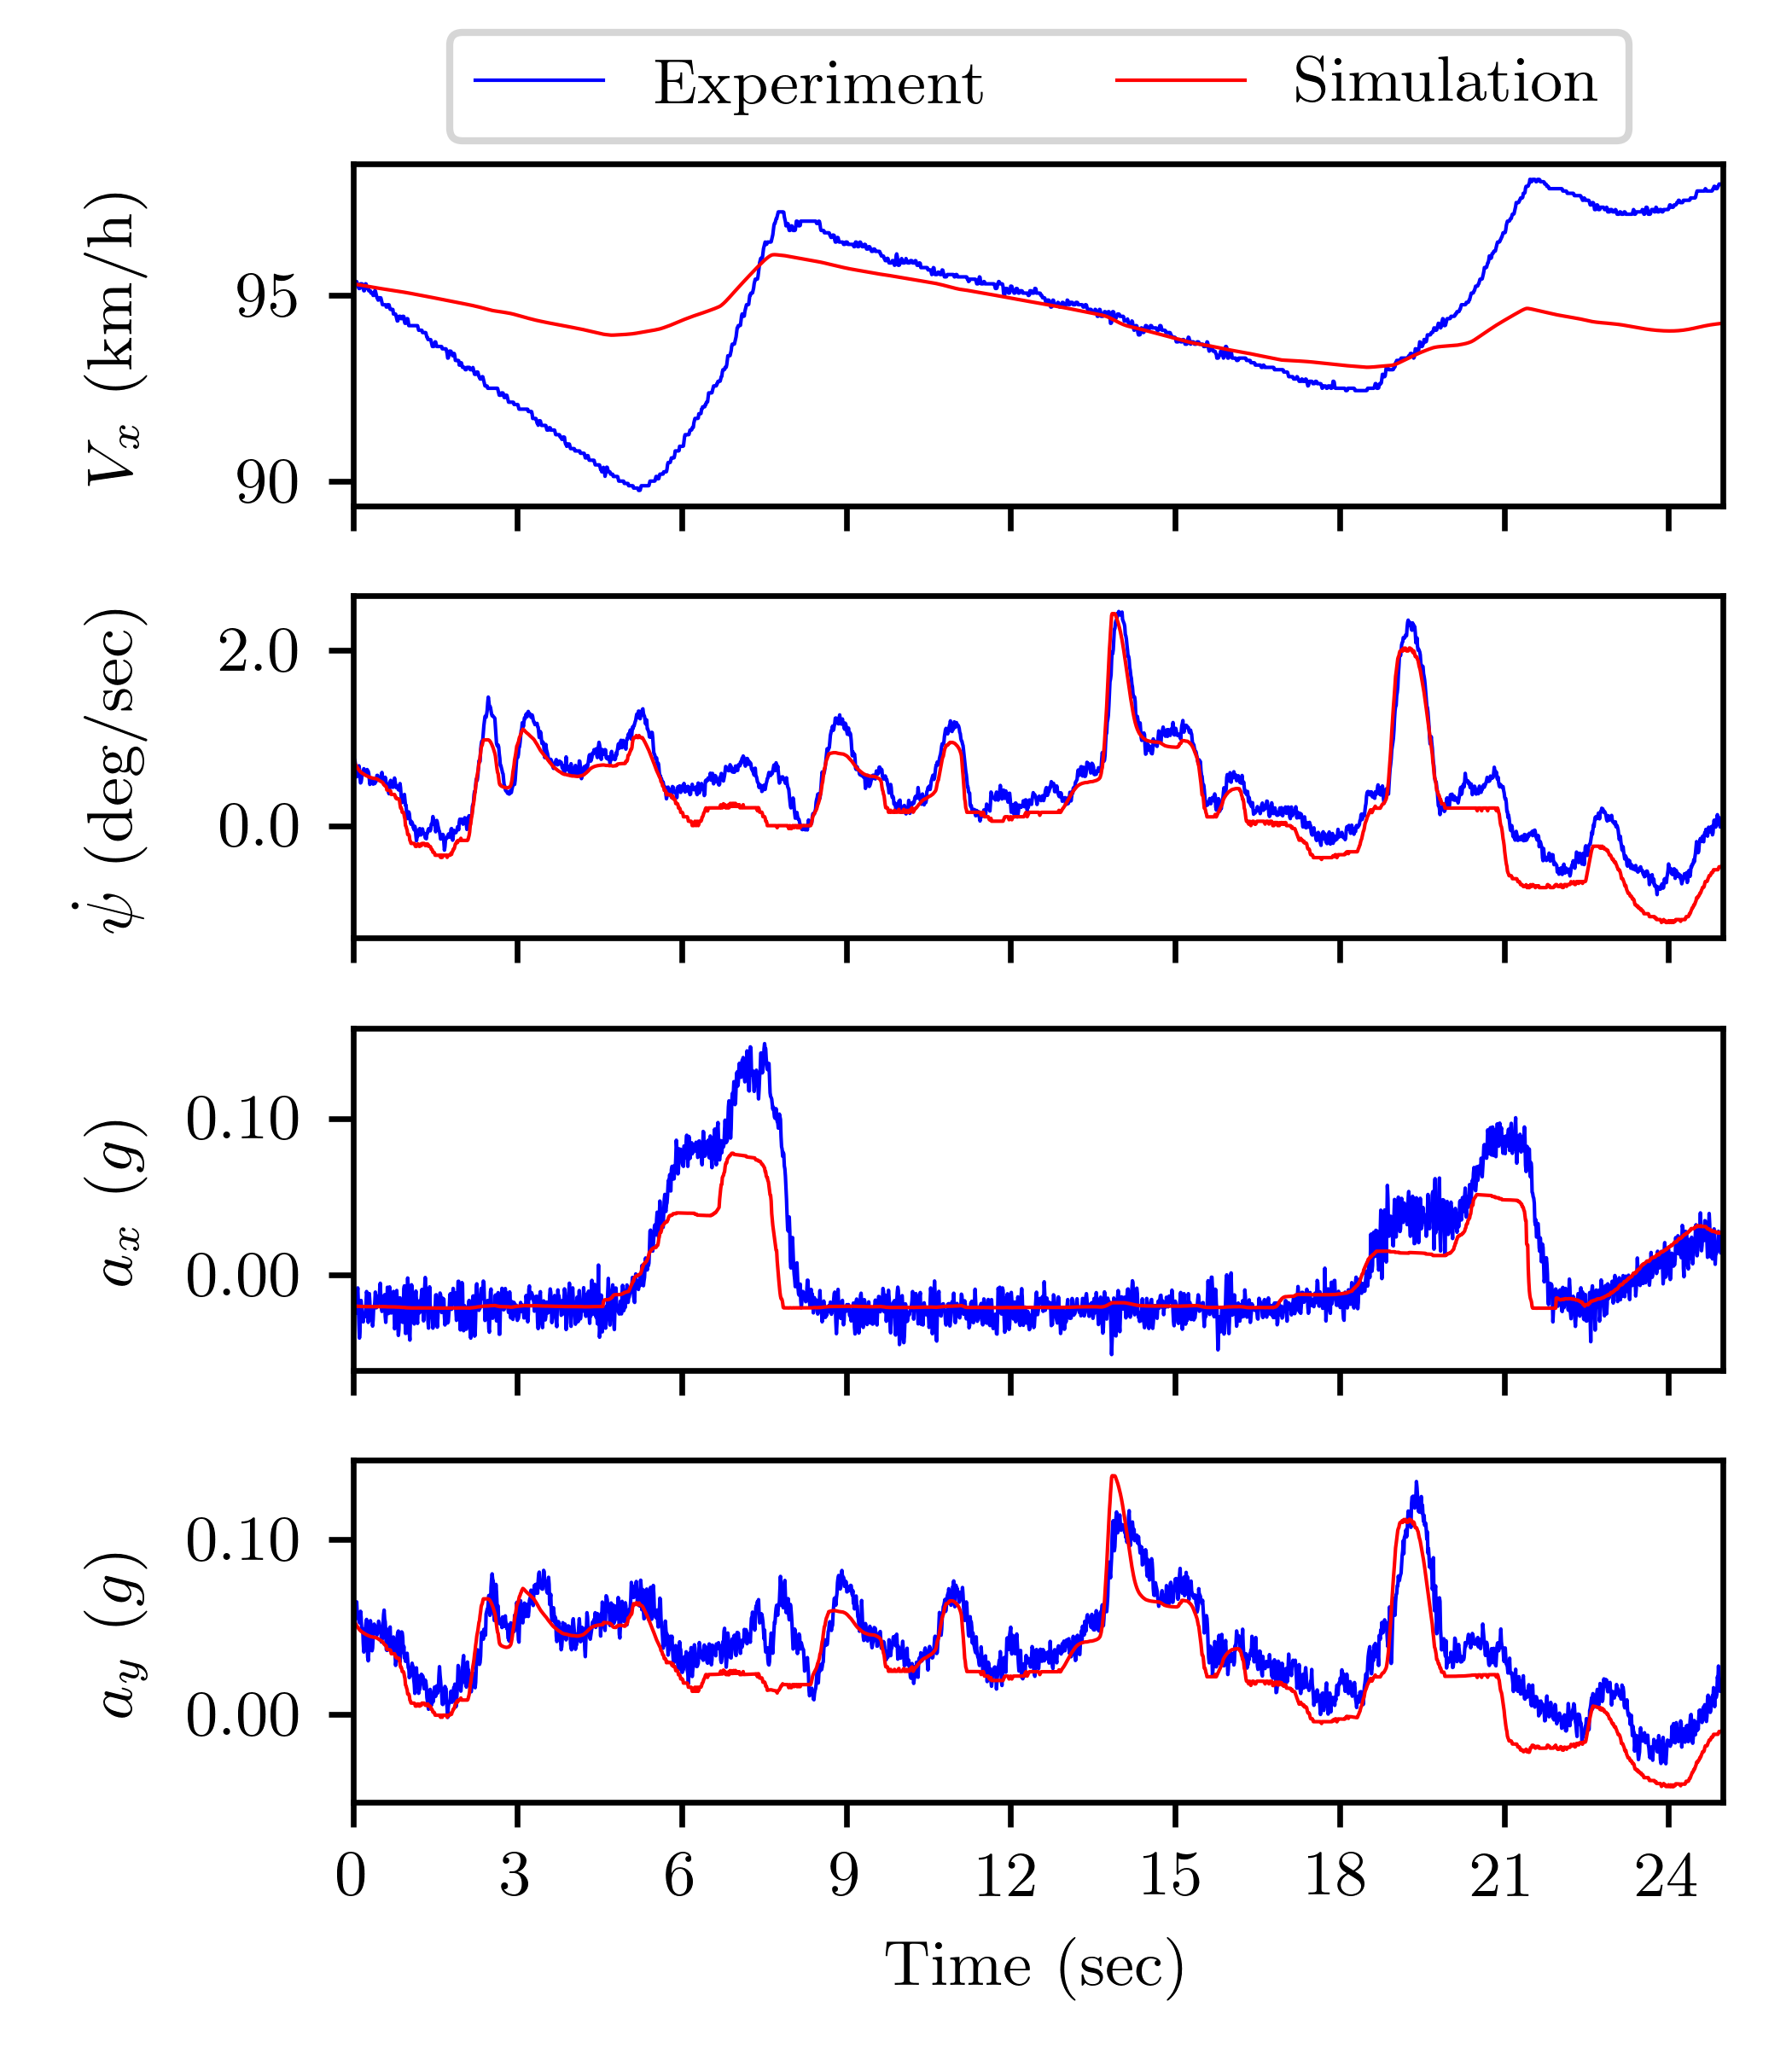 Experiment Simulation
V_x (km/h)
95
90
ψ̇ (deg/sec)
2.0
0.0
a_x (g)
0.10
0.00
a_y (g)
0.10
0.00
0 3 6 9 12 15 18 21 24
Time (sec)